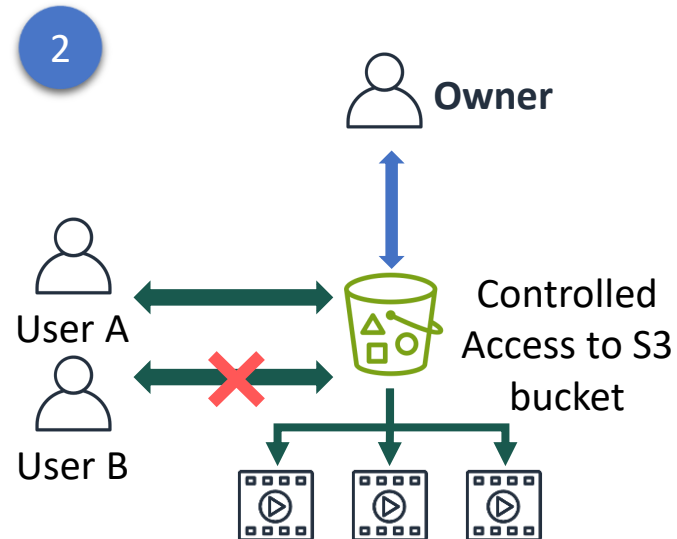 2
Owner
User A
Controlled
Access to S3
bucket
User B